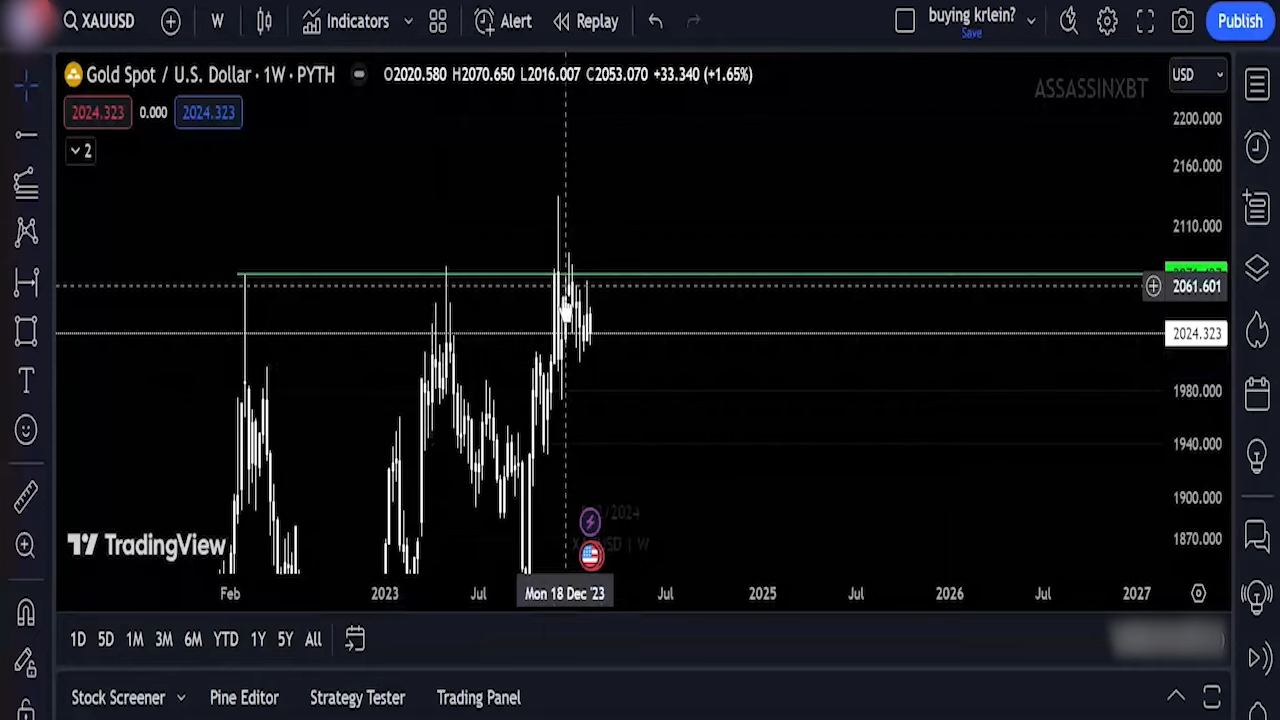 XAUUSD
W
Indicators
Alert
Replay
buying krlein?
Save
Publish
Gold Spot / U.S. Dollar · 1W · PYTH
O2020.580 H2070.650 L2016.007 C2053.070 +33.340 (+1.65%)
ASSASSINXBT
USD
2024.323
0.000
2024.323
2
2200.000
2160.000
2110.000
2061.601
2024.323
1980.000
1940.000
1900.000
1870.000
/2024
USD | W
TradingView
Feb
2023
Jul
Mon 18 Dec '23
Jul
2025
Jul
2026
Jul
2027
1D 5D 1M 3M 6M YTD 1Y 5Y All
Stock Screener
Pine Editor
Strategy Tester
Trading Panel